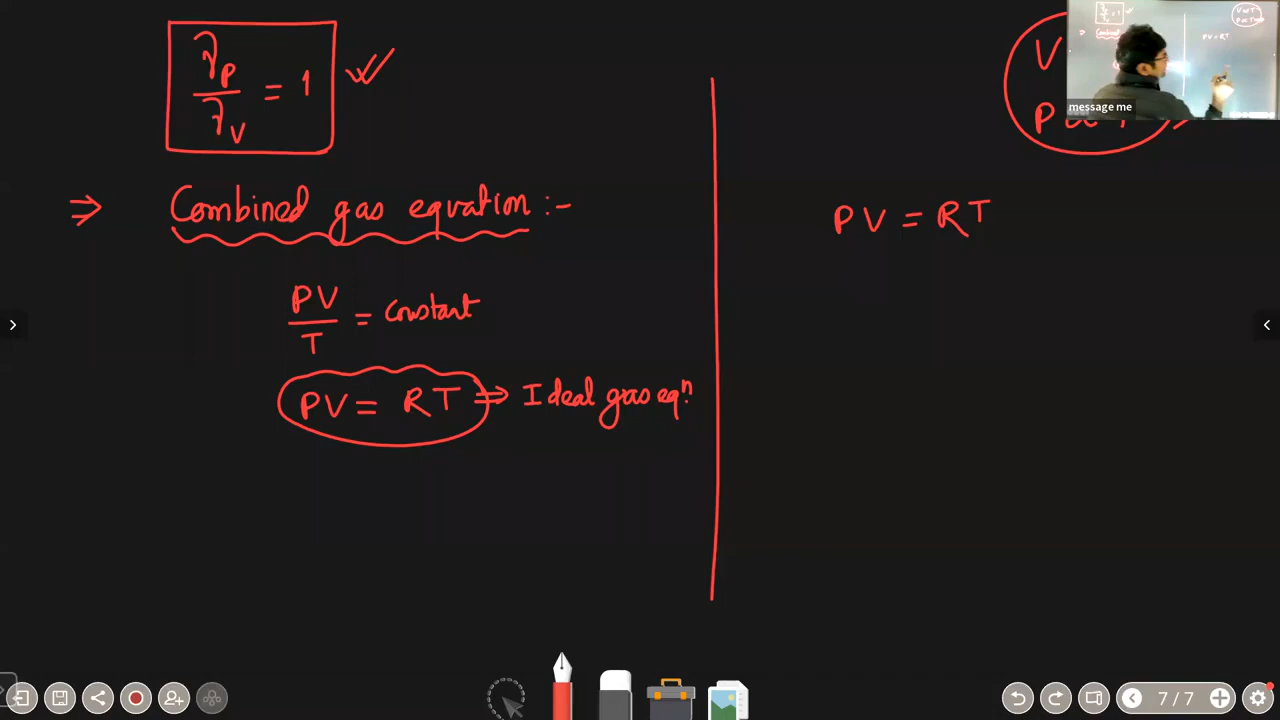 γP/γV = 1
⇒ Combined gas equation :-
PV/T = Constant
PV = RT ⇒ Ideal gas eqn.
V
P α T
PV = RT
message me
7/7